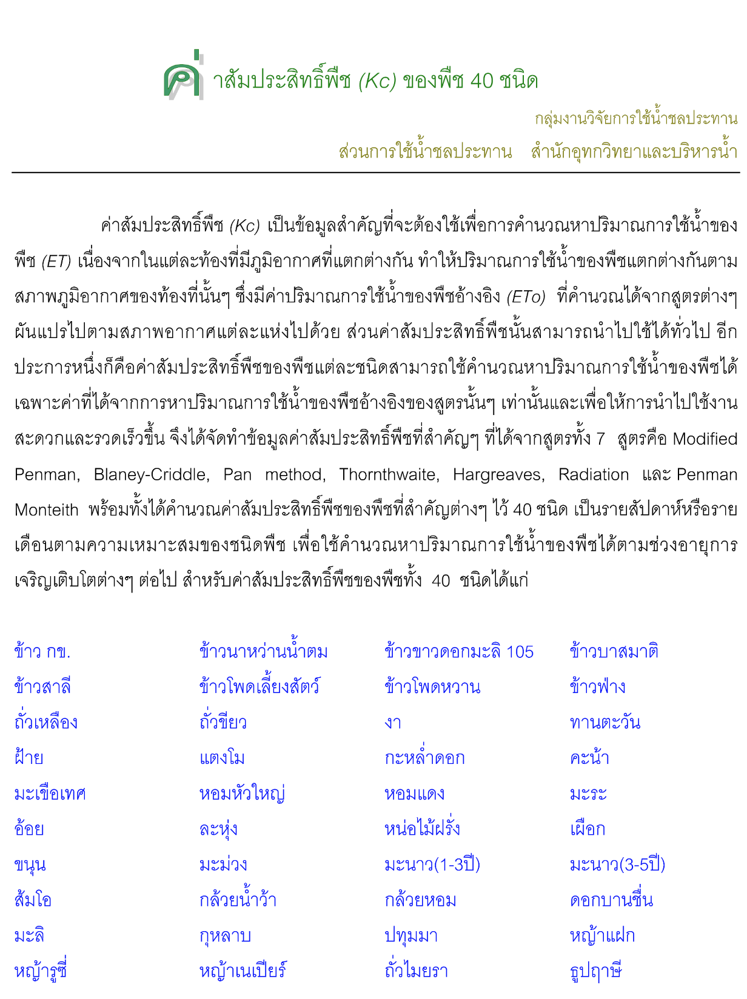 ค่าสัมประสิทธิ์พืช (Kc) ของพืช 40 ชนิด
กลุ่มงานวิจัยการใช้น้ำชลประทาน
ส่วนการใช้น้ำชลประทาน สำนักอุทกวิทยาและบริหารน้ำ
ค่าสัมประสิทธิ์พืช (Kc) เป็นข้อมูลสำคัญที่จะต้องใช้เพื่อการคำนวณหาปริมาณการใช้น้ำของ
พืช (ET) เนื่องจากในแต่ละท้องที่มีภูมิอากาศที่แตกต่างกัน ทำให้ปริมาณการใช้น้ำของพืชแตกต่างกันตาม
สภาพภูมิอากาศของท้องที่นั้นๆ ซึ่งมีค่าปริมาณการใช้น้ำของพืชอ้างอิง (ETo) ที่คำนวณได้จากสูตรต่างๆ
ผันแปรไปตามสภาพอากาศแต่ละแห่งไปด้วย ส่วนค่าสัมประสิทธิ์พืชนั้นสามารถนำไปใช้ได้ทั่วไป อีก
ประการหนึ่งก็คือค่าสัมประสิทธิ์พืชของพืชแต่ละชนิดสามารถใช้คำนวณหาปริมาณการใช้น้ำของพืชได้
เฉพาะค่าที่ได้จากการหาปริมาณการใช้น้ำของพืชอ้างอิงของสูตรนั้นๆ เท่านั้นและเพื่อให้การนำไปใช้งาน
สะดวกและรวดเร็วขึ้น จึงได้จัดทำข้อมูลค่าสัมประสิทธิ์พืชที่สำคัญๆ ที่ได้จากสูตรทั้ง 7 สูตรคือ Modified
Penman, Blaney-Criddle, Pan method, Thornthwaite, Hargreaves, Radiation และ Penman
Monteith พร้อมทั้งได้คำนวณค่าสัมประสิทธิ์พืชของพืชที่สำคัญต่างๆ ไว้ 40 ชนิด เป็นรายสัปดาห์หรือราย
เดือนตามความเหมาะสมของชนิดพืช เพื่อใช้คำนวณหาปริมาณการใช้น้ำของพืชได้ตามช่วงอายุการ
เจริญเติบโตต่างๆ ต่อไป สำหรับค่าสัมประสิทธิ์พืชของพืชทั้ง 40 ชนิดได้แก่
ข้าว กข. ข้าวนาหว่านน้ำตม ข้าวขาวดอกมะลิ 105 ข้าวบาสมาติ
ข้าวสาลี ข้าวโพดเลี้ยงสัตว์ ข้าวโพดหวาน ข้าวฟ่าง
ถั่วเหลือง ถั่วขียว งา ทานตะวัน
ฝ้าย แตงโม กะหล่ำดอก คะน้า
มะเขือเทศ หอมหัวใหญ่ หอมแดง มะระ
อ้อย ละหุ่ง หน่อไม้ฝรั่ง เผือก
ขนุน มะม่วง มะนาว(1-3ปี) มะนาว(3-5ปี)
ส้มโอ กล้วยน้ำว้า กล้วยหอม ดอกบานชื่น
มะลิ กุหลาบ ปทุมมา หญ้าแฝก
หญ้ารูซี่ หญ้าเนเปียร์ ถั่วไมยรา ธูปฤาษี